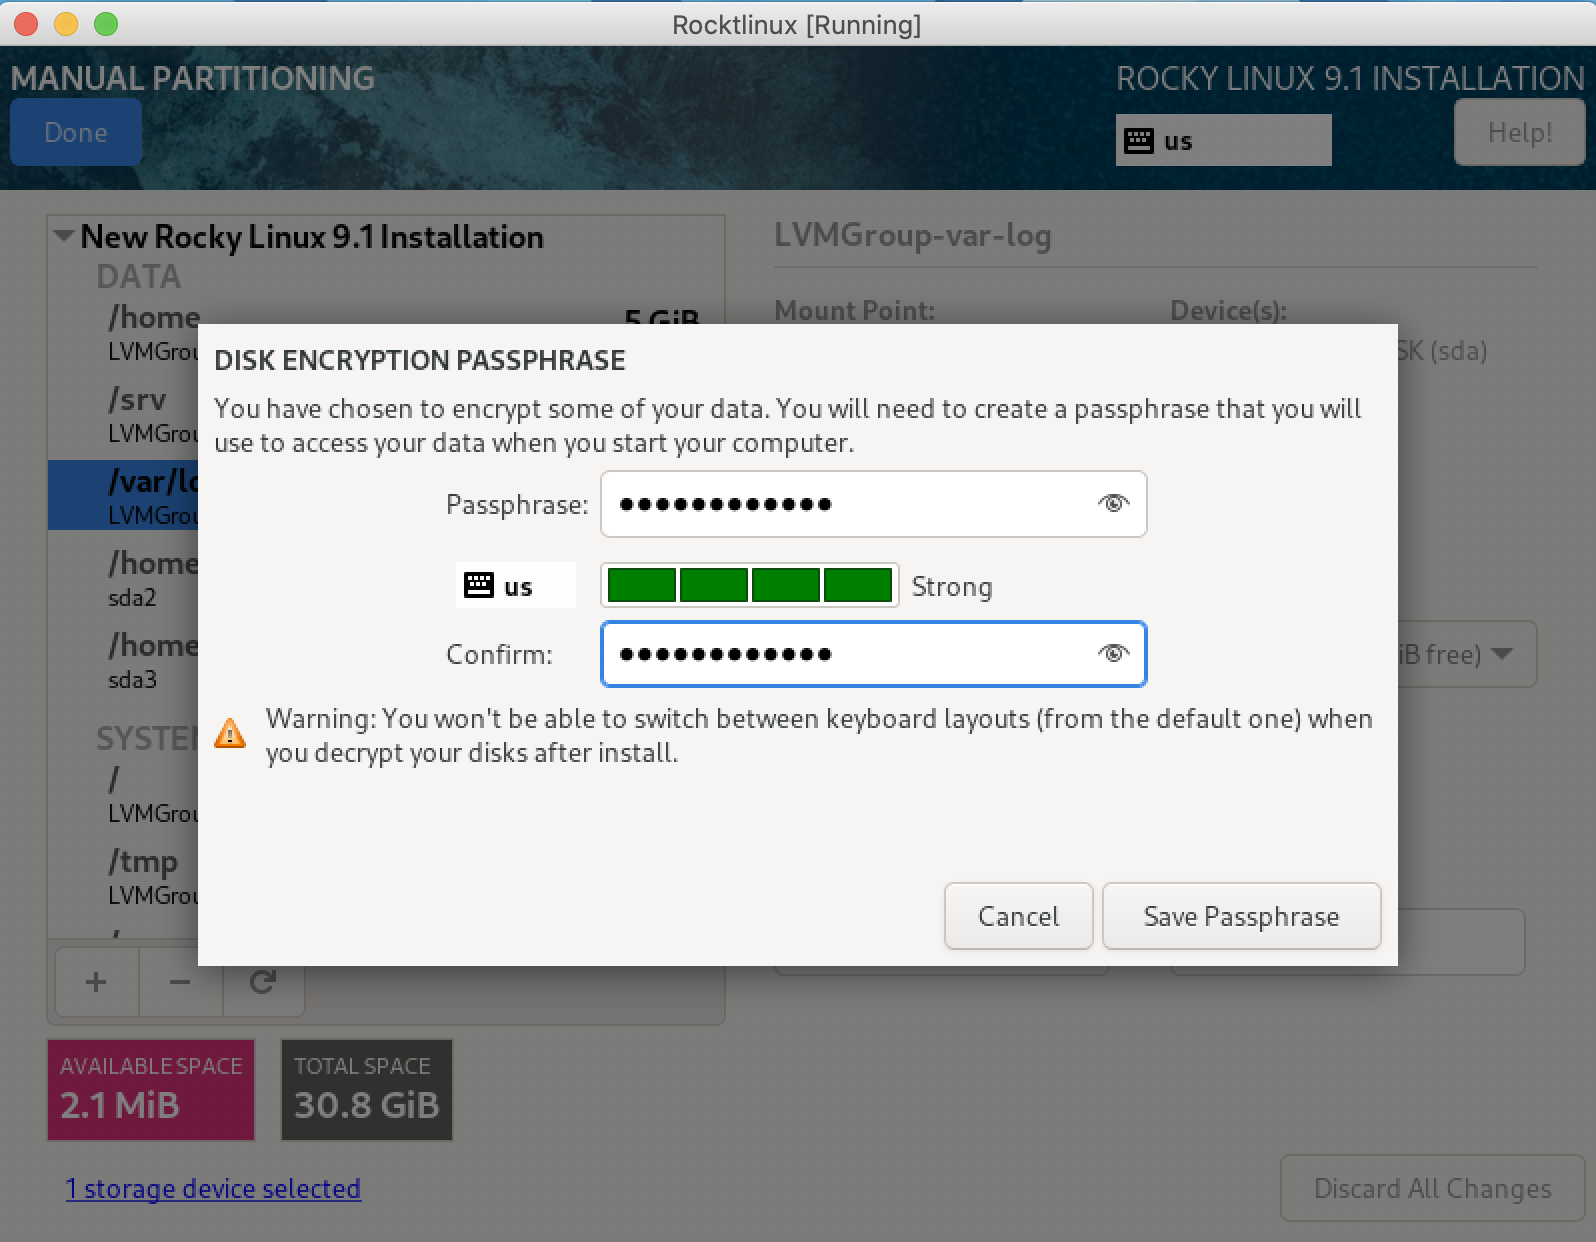 Rocktlinux [Running]
MANUAL PARTITIONING
ROCKY LINUX 9.1 INSTALLATION
Done
us
Help!
New Rocky Linux 9.1 Installation
DATA
/home
5 GiB
LVMGrou
/srv
LVMGrou
/var/lo
LVMGrou
/home
sda2
/home
sda3
SYSTEM
/
LVMGrou
/tmp
LVMGrou
LVMGroup-var-log
Mount Point:
Device(s):
SK (sda)
iB free)
DISK ENCRYPTION PASSPHRASE
You have chosen to encrypt some of your data. You will need to create a passphrase that you will
use to access your data when you start your computer.
Passphrase: ●●●●●●●●●●●●
us
Strong
Confirm: ●●●●●●●●●●●●
Warning: You won't be able to switch between keyboard layouts (from the default one) when
you decrypt your disks after install.
Cancel
Save Passphrase
+ −
AVAILABLE SPACE
2.1 MiB
TOTAL SPACE
30.8 GiB
1 storage device selected
Discard All Changes